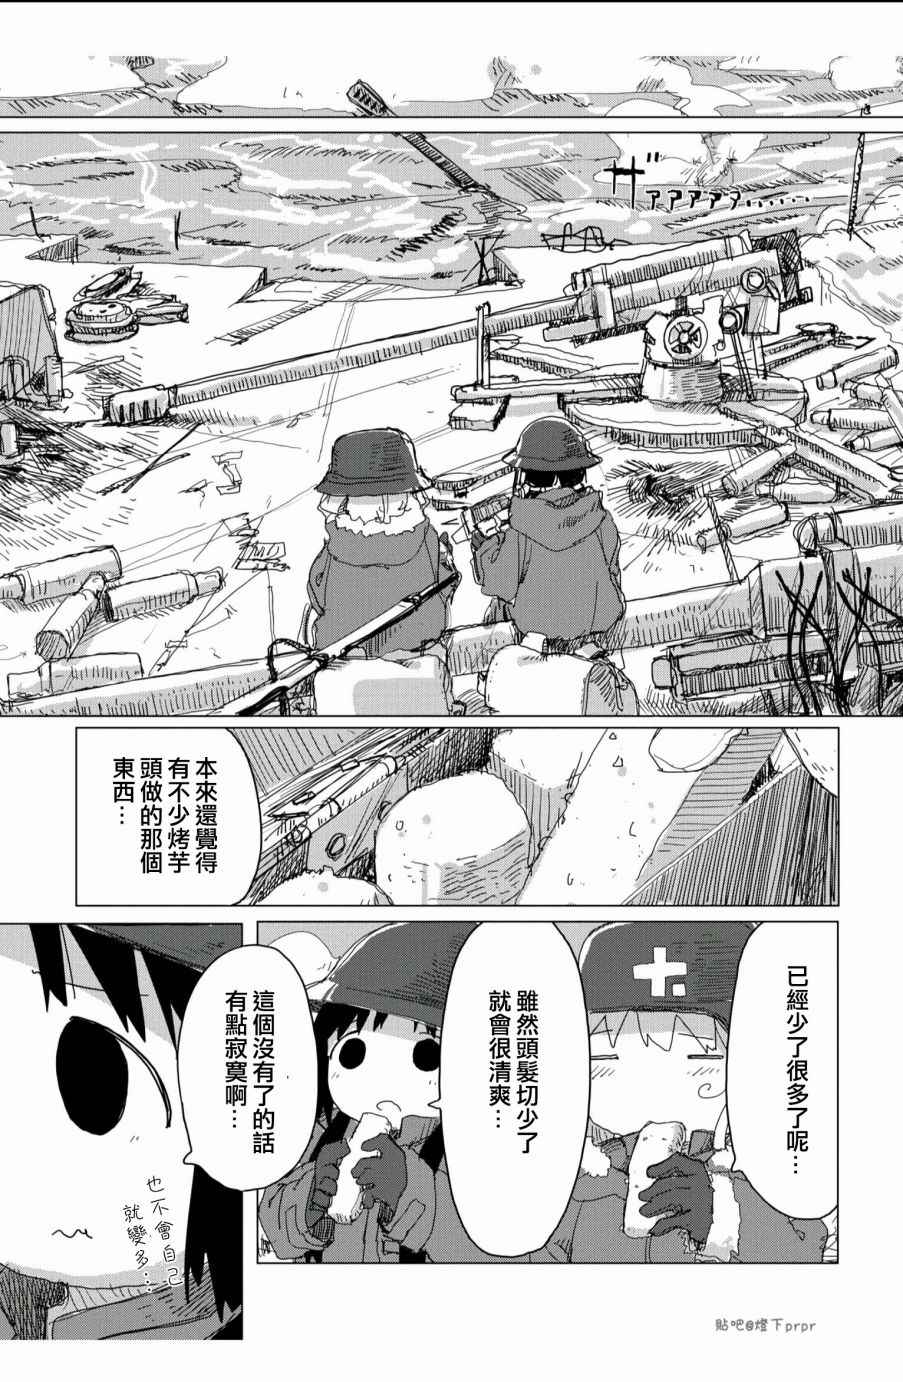 ザァアアアァ………
本來還覺得
有不少烤芋
頭做的那個
東西…
已經少了很多了呢…
雖然頭髮切少了
就會很清爽…
這個沒有了的話
有點寂寞啊…
也不會自己
就變多…
貼吧@燈下prpr